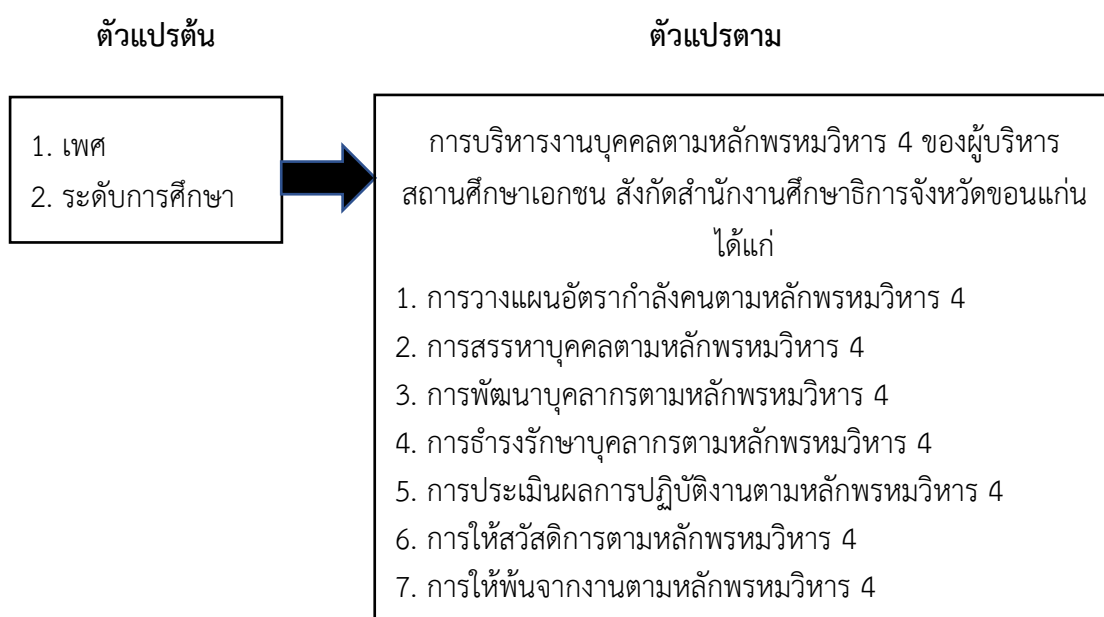 ตัวแปรต้น
ตัวแปรตาม
1. เพศ
2. ระดับการศึกษา
การบริหารงานบุคคลตามหลักพรหมวิหาร 4 ของผู้บริหาร
สถานศึกษาเอกชน สังกัดสำนักงานศึกษาธิการจังหวัดขอนแก่น
ได้แก่
1. การวางแผนอัตรากำลังคนตามหลักพรหมวิหาร 4
2. การสรรหาบุคคลตามหลักพรหมวิหาร 4
3. การพัฒนาบุคลากรตามหลักพรหมวิหาร 4
4. การธำรงรักษาบุคลากรตามหลักพรหมวิหาร 4
5. การประเมินผลการปฏิบัติงานตามหลักพรหมวิหาร 4
6. การให้สวัสดิการตามหลักพรหมวิหาร 4
7. การให้พ้นจากงานตามหลักพรหมวิหาร 4